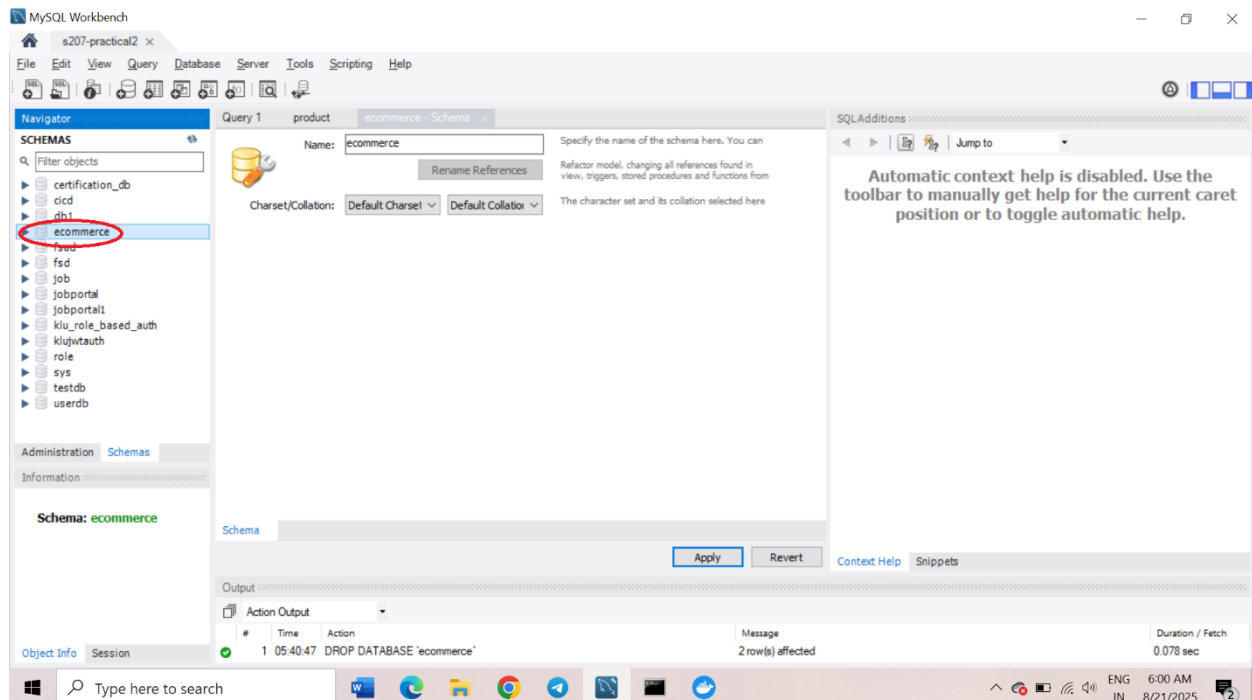 MySQL Workbench
s207-practical2
File Edit View Query Database Server Tools Scripting Help
Navigator
SCHEMAS
Filter objects
certification_db
cicd
db1
ecommerce
fsd
job
jobportal
jobportal1
klu_role_based_auth
klujwtauth
role
sys
testdb
userdb
Administration Schemas
Information
Schema: ecommerce
Object Info Session
Query 1 product ecommerce - Schema
Name: ecommerce
Specify the name of the schema here. You can
Rename References
Refactor model, changing all references found in
view, triggers, stored procedures and functions from
Charset/Collation: Default Charset Default Collation
The character set and its collation selected here
Schema
Apply Revert
SQLAdditions
Jump to
Automatic context help is disabled. Use the
toolbar to manually get help for the current caret
position or to toggle automatic help.
Context Help Snippets
Output
Action Output
# Time Action Message Duration / Fetch
1 05:40:47 DROP DATABASE `ecommerce` 2 row(s) affected 0.078 sec
Type here to search
ENG
IN
6:00 AM
8/21/2025
2